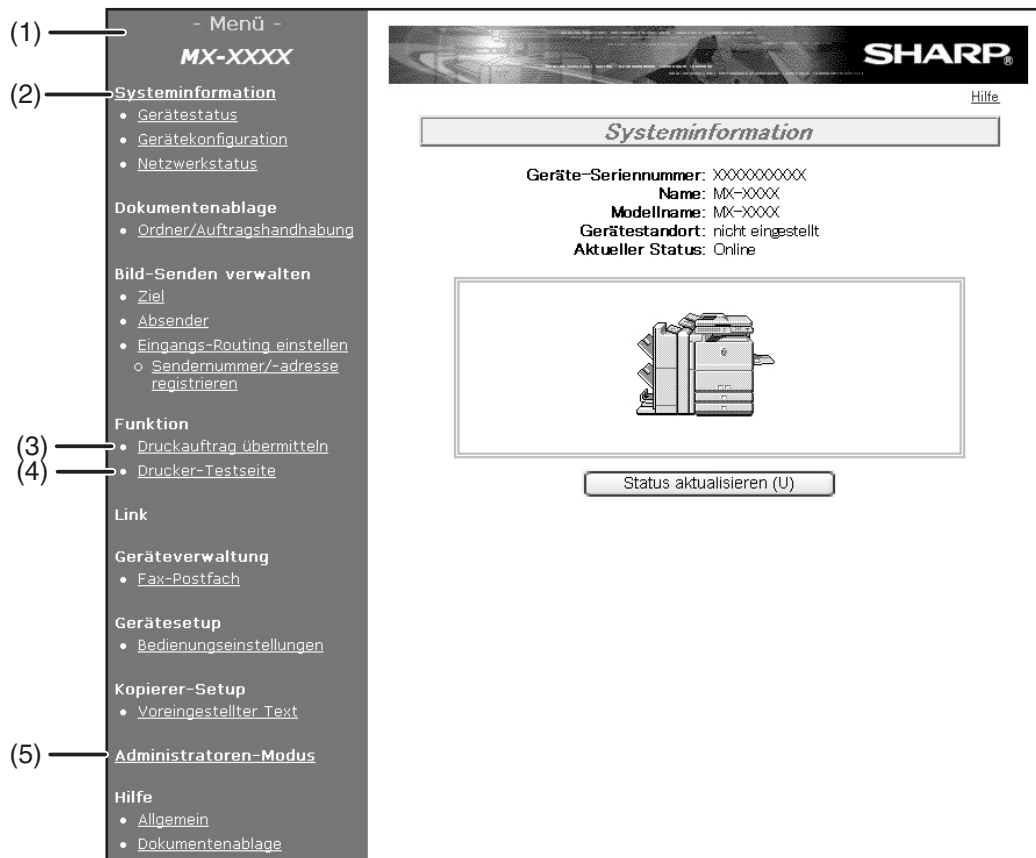 (1)
- Menü -
MX-XXXX
(2)
Systeminformation
• Gerätestatus
• Gerätekonfiguration
• Netzwerkstatus
Dokumentenablage
• Ordner/Auftragshandhabung
Bild-Senden verwalten
• Ziel
• Absender
• Eingangs-Routing einstellen
○ Sendernummer/-adresse
registrieren
Funktion
(3)
• Druckauftrag übermitteln
(4)
• Drucker-Testseite
Link
Geräteverwaltung
• Fax-Postfach
Gerätesetup
• Bedienungseinstellungen
Kopierer-Setup
• Voreingestellter Text
(5)
Administratoren-Modus
Hilfe
• Allgemein
• Dokumentenablage
SHARP®
Hilfe
Systeminformation
Geräte-Seriennummer: XXXXXXXXXX
Name: MX-XXXX
Modellname: MX-XXXX
Gerätestandort: nicht eingestellt
Aktueller Status: Online
Status aktualisieren (U)